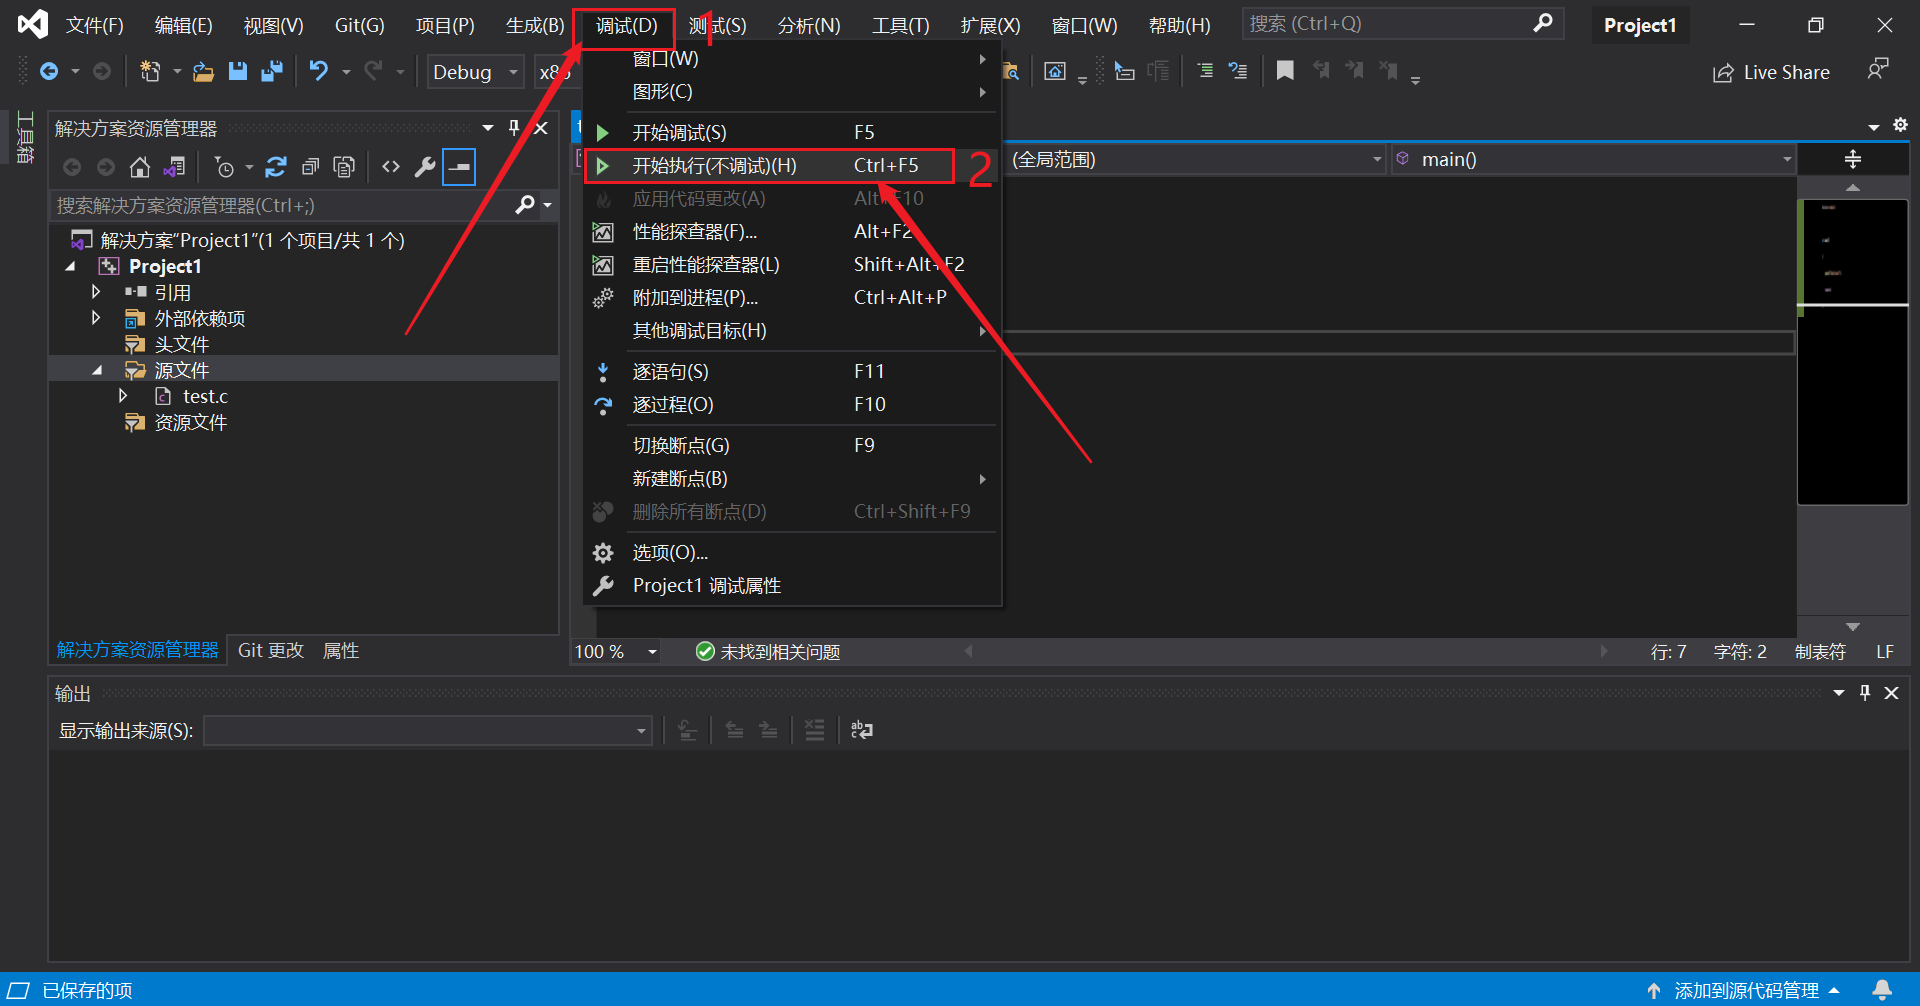 文件(F) 编辑(E) 视图(V) Git(G) 项目(P) 生成(B) 调试(D) 1 测试(S) 分析(N) 工具(T) 扩展(X) 窗口(W) 帮助(H) 搜索 (Ctrl+Q) Project1
Debug x86 Live Share
工具箱
解决方案资源管理器
搜索解决方案资源管理器(Ctrl+;)
解决方案"Project1"(1 个项目/共 1 个)
Project1
引用
外部依赖项
头文件
源文件
test.c
资源文件
解决方案资源管理器 Git 更改 属性
窗口(W)
图形(C)
开始调试(S) F5
开始执行(不调试)(H) Ctrl+F5 2
应用代码更改(A) Alt+F10
性能探查器(F)... Alt+F2
重启性能探查器(L) Shift+Alt+F2
附加到进程(P)... Ctrl+Alt+P
其他调试目标(H)
逐语句(S) F11
逐过程(O) F10
切换断点(G) F9
新建断点(B)
删除所有断点(D) Ctrl+Shift+F9
选项(O)...
Project1 调试属性
(全局范围) main()
100 % 未找到相关问题 行: 7 字符: 2 制表符 LF
输出
显示输出来源(S):
已保存的项 添加到源代码管理